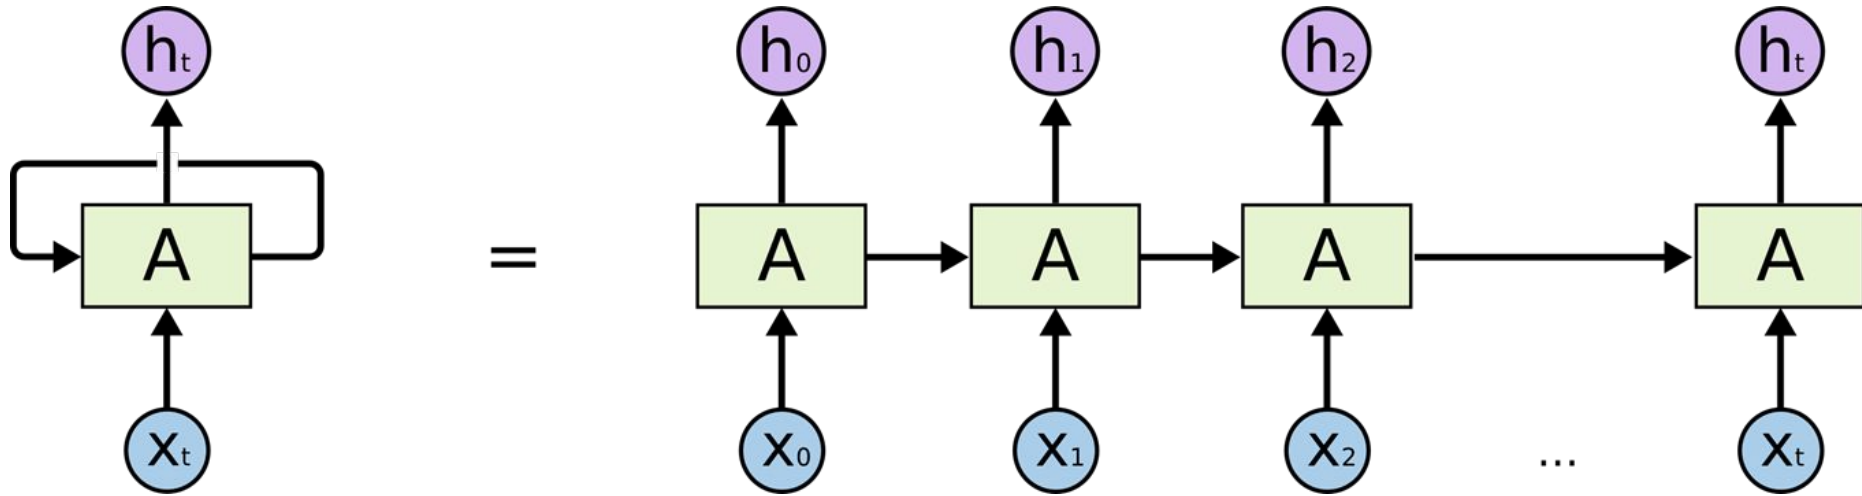 hₜ h₀ h₁ h₂ hₜ
A = A A A A
xₜ x₀ x₁ x₂ ... xₜ